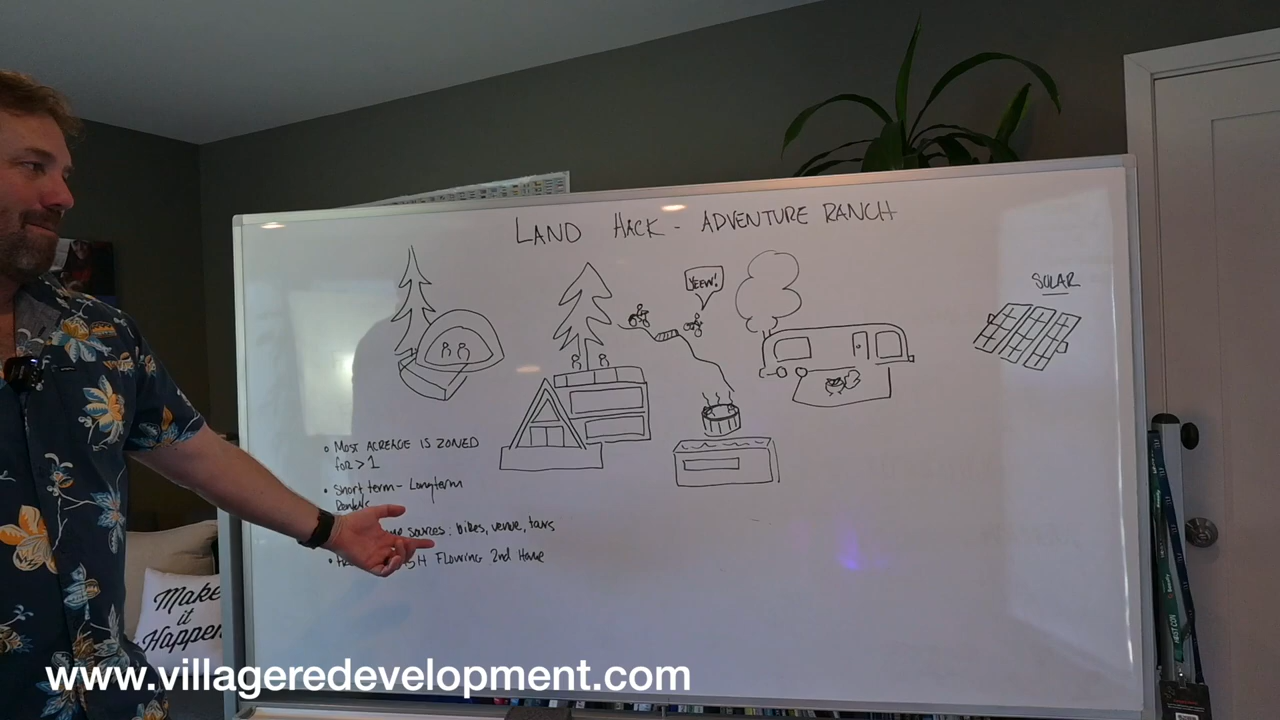 LAND HACK - ADVENTURE RANCH
YEEW!
SOLAR
• MOST ACREAGE IS ZONED
for > 1
• Short term - Longterm
Rentals
sources: bikes, venue, tours
FLOWING 2nd Home
Make
it
Happen
www.villageredevelopment.com